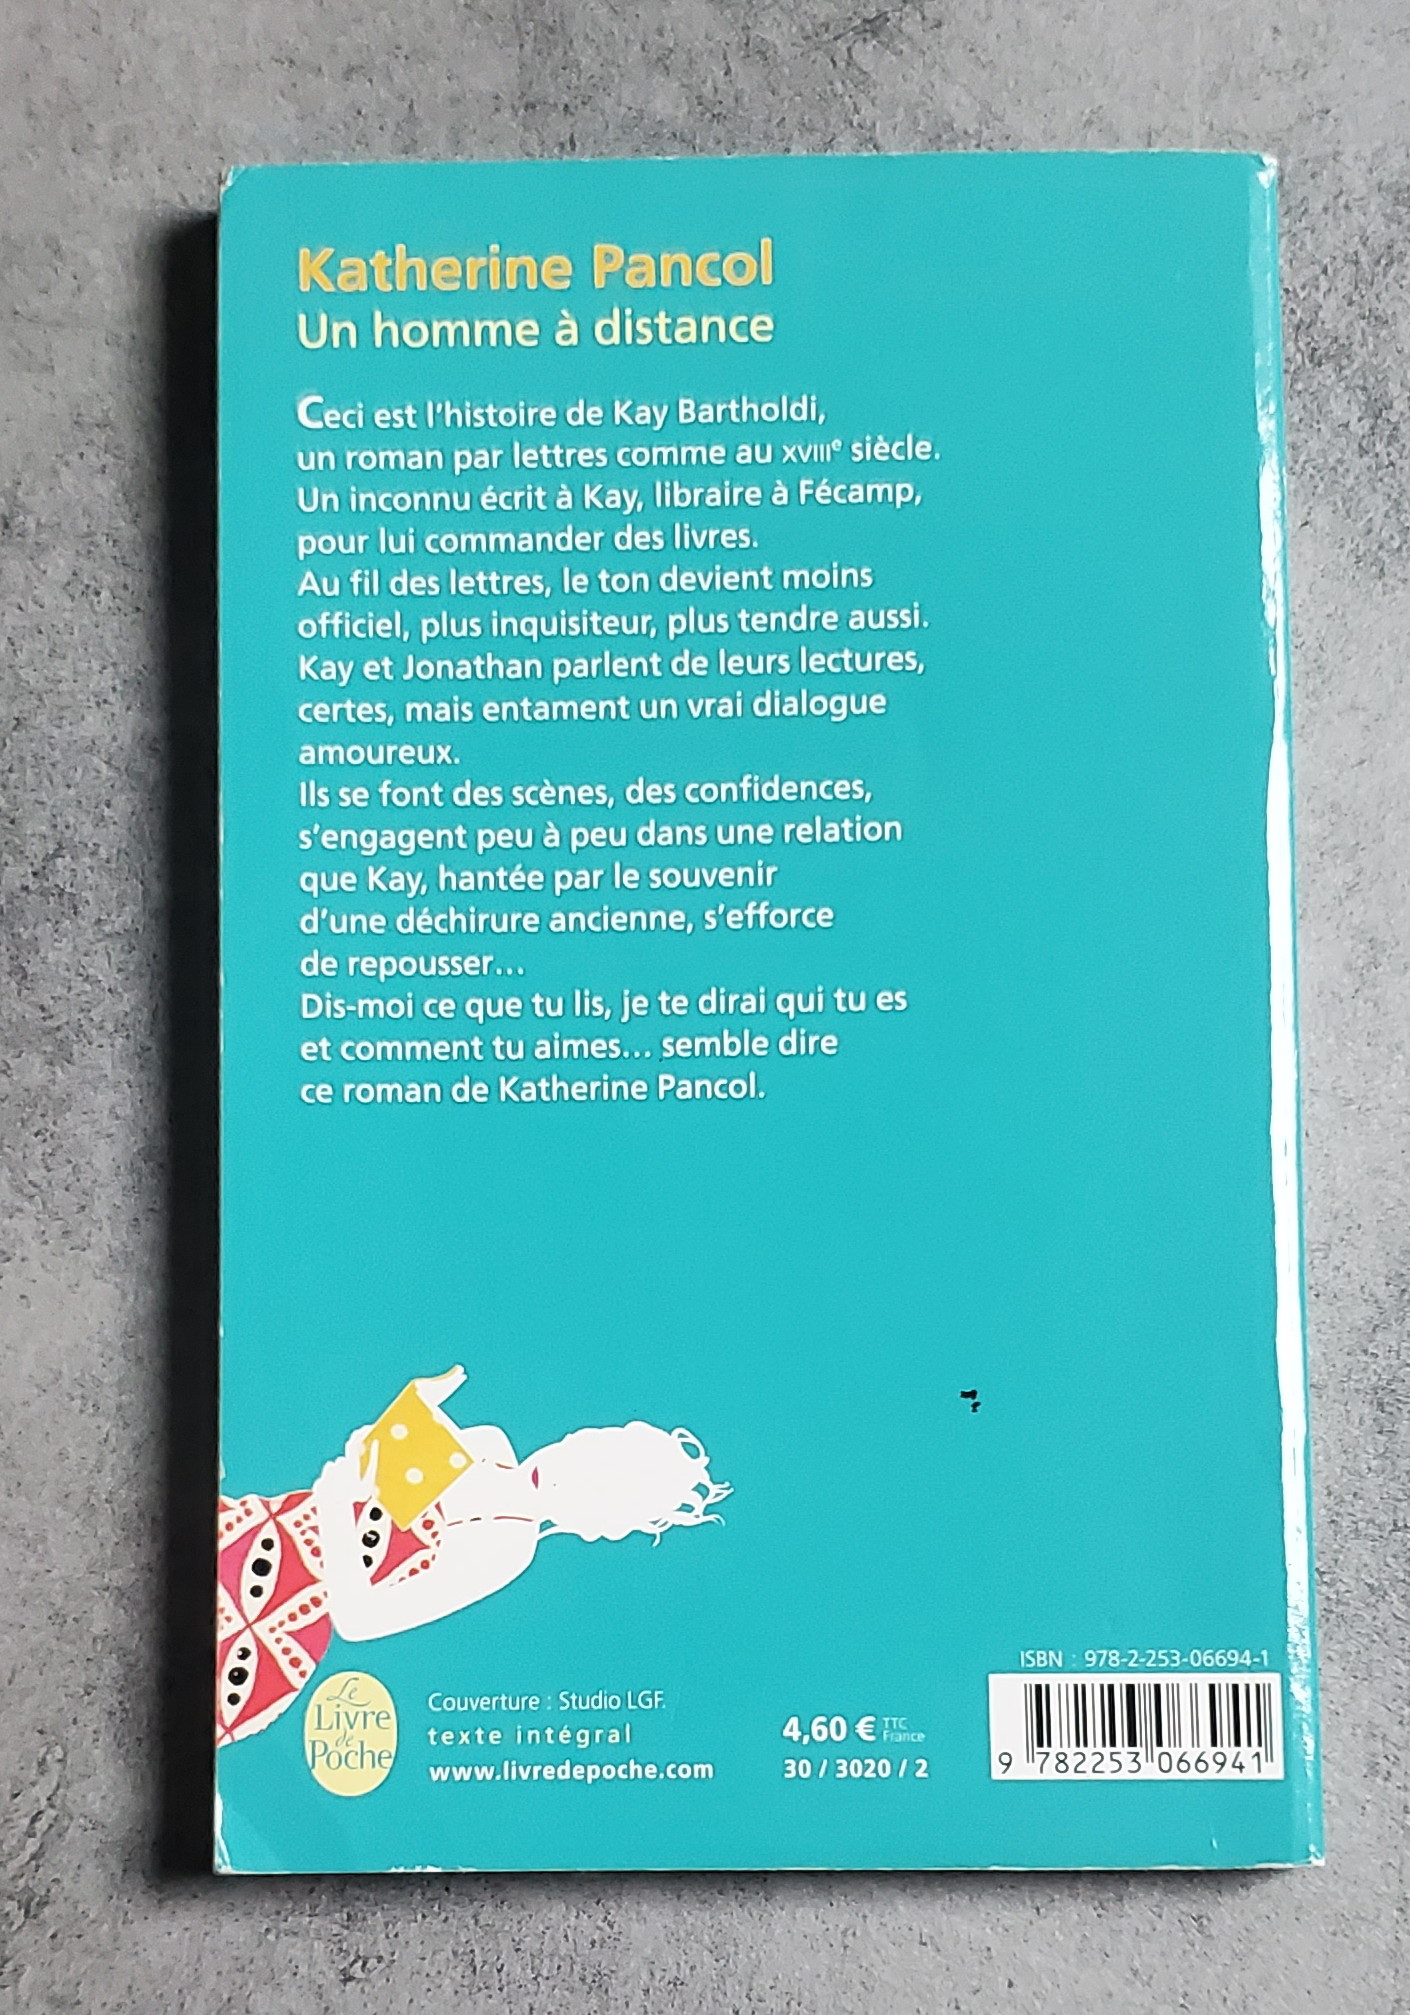 Katherine Pancol
Un homme à distance
Ceci est l'histoire de Kay Bartholdi,
un roman par lettres comme au XVIIIe siècle.
Un inconnu écrit à Kay, libraire à Fécamp,
pour lui commander des livres.
Au fil des lettres, le ton devient moins
officiel, plus inquisiteur, plus tendre aussi.
Kay et Jonathan parlent de leurs lectures,
certes, mais entament un vrai dialogue
amoureux.
Ils se font des scènes, des confidences,
s'engagent peu à peu dans une relation
que Kay, hantée par le souvenir
d'une déchirure ancienne, s'efforce
de repousser...
Dis-moi ce que tu lis, je te dirai qui tu es
et comment tu aimes... semble dire
ce roman de Katherine Pancol.
Le
Livre
de
Poche
Couverture : Studio LGF.
texte intégral
www.livredepoche.com
4,60 € TTC
France
30 / 3020 / 2
ISBN : 978-2-253-06694-1
9 782253 066941